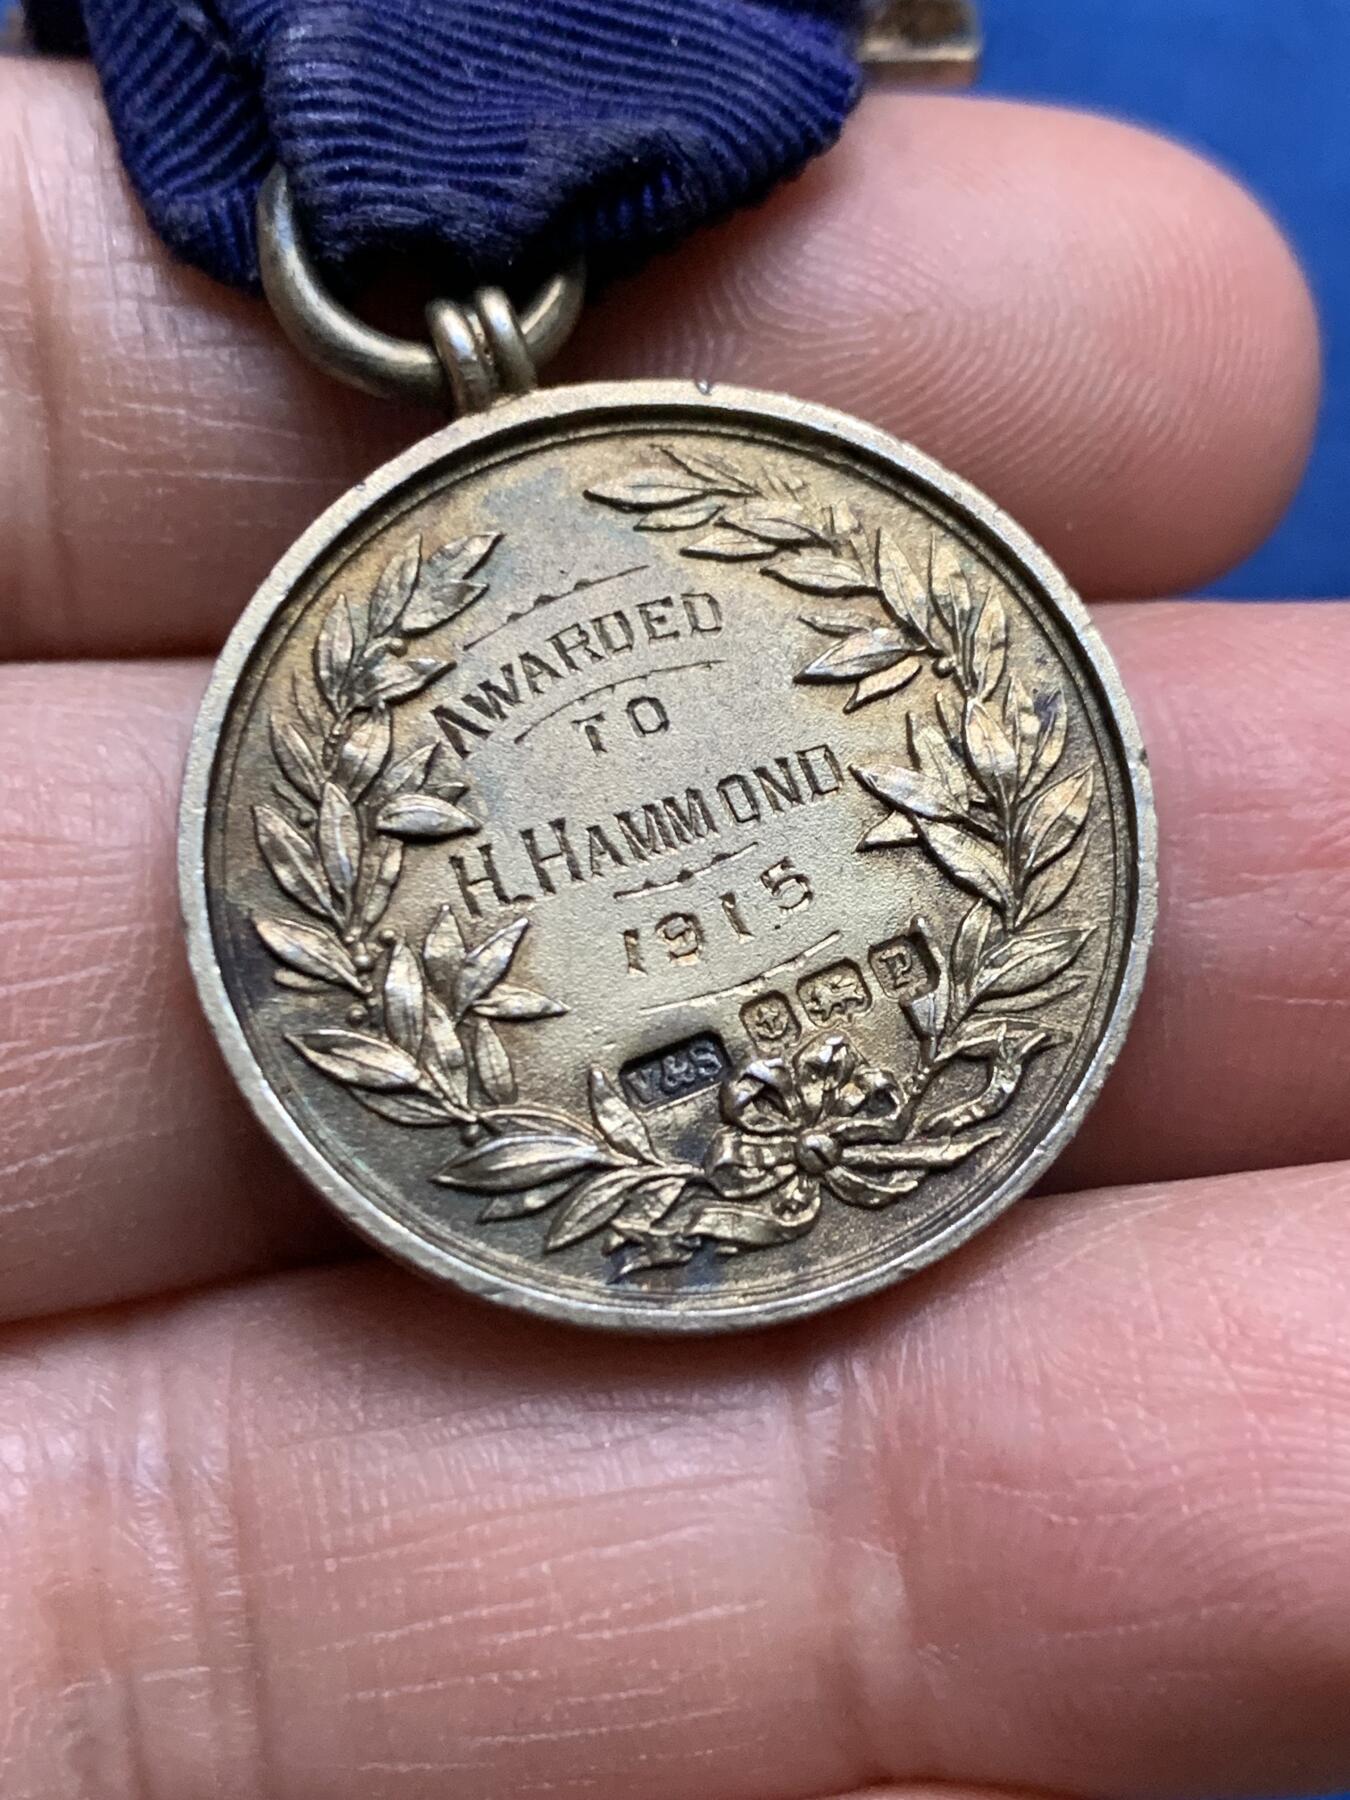 AWARDED
TO
H. HAMMOND
1915
V&S
P